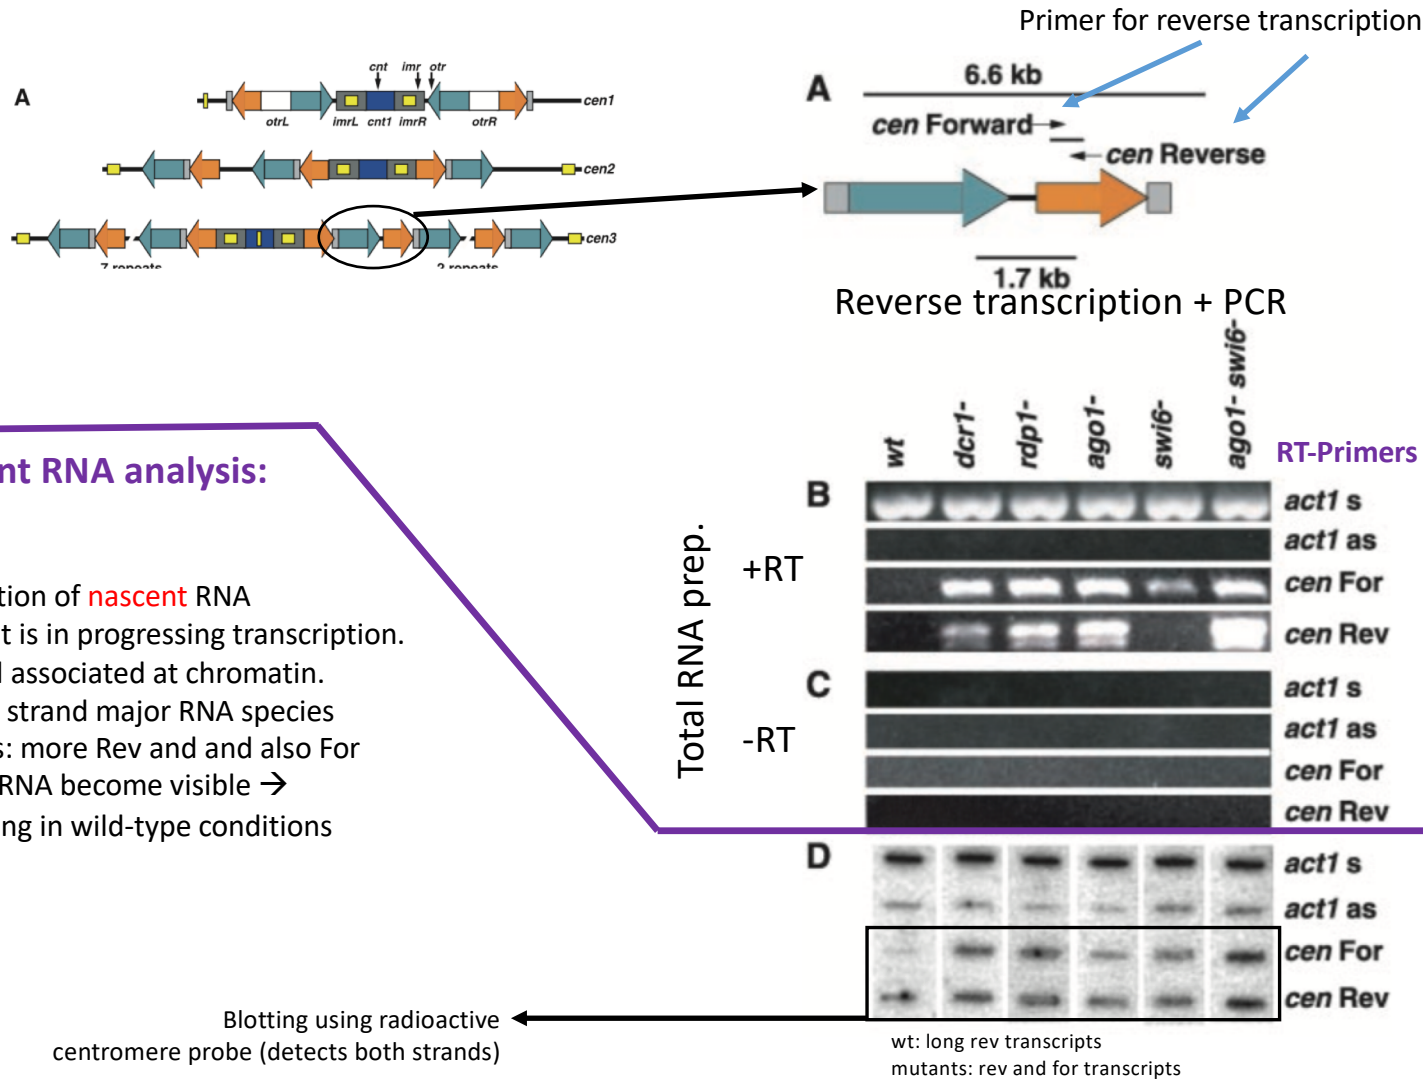 Primer for reverse transcription
A
cnt imr otr
cen1
otrL imrL cnt1 imrR otrR
cen2
cen3
7 repeats 2 repeats
A
6.6 kb
cen Forward
cen Reverse
1.7 kb
Reverse transcription + PCR
wt dcr1- rdp1- ago1- swi6- ago1- swi6-
RT-Primers
Total RNA prep.
B
+RT
act1 s
act1 as
cen For
cen Rev
C
-RT
act1 s
act1 as
cen For
cen Rev
D
act1 s
act1 as
cen For
cen Rev
nt RNA analysis:
tion of nascent RNA
t is in progressing transcription.
d associated at chromatin.
strand major RNA species
s: more Rev and and also For
RNA become visible →
ng in wild-type conditions
Blotting using radioactive
centromere probe (detects both strands)
wt: long rev transcripts
mutants: rev and for transcripts